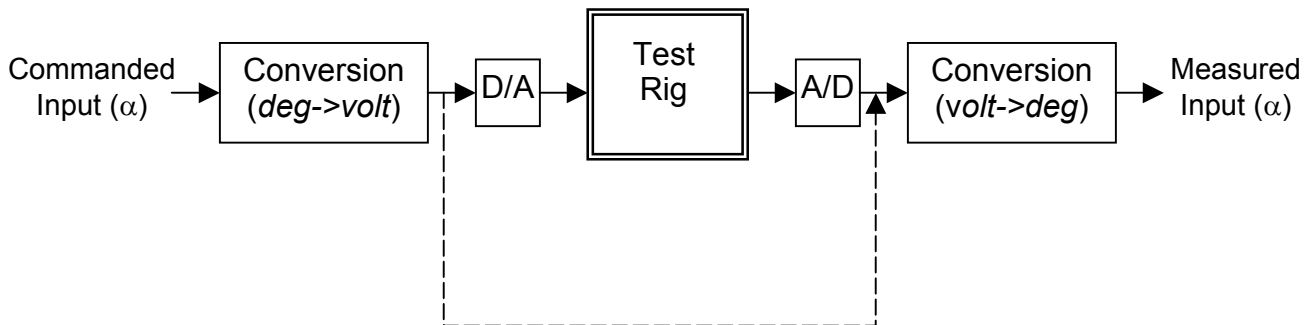 Commanded
Input (α)
Conversion
(deg->volt)
D/A
Test
Rig
A/D
Conversion
(volt->deg)
Measured
Input (α)